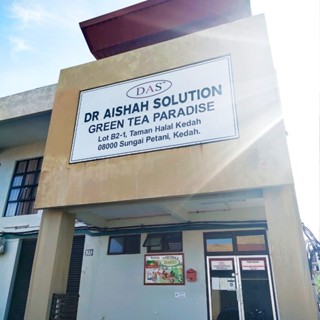 DAS
DR AISHAH SOLUTION
GREEN TEA PARADISE
Lot B2-1, Taman Halal Kedah
08000 Sungai Petani, Kedah.